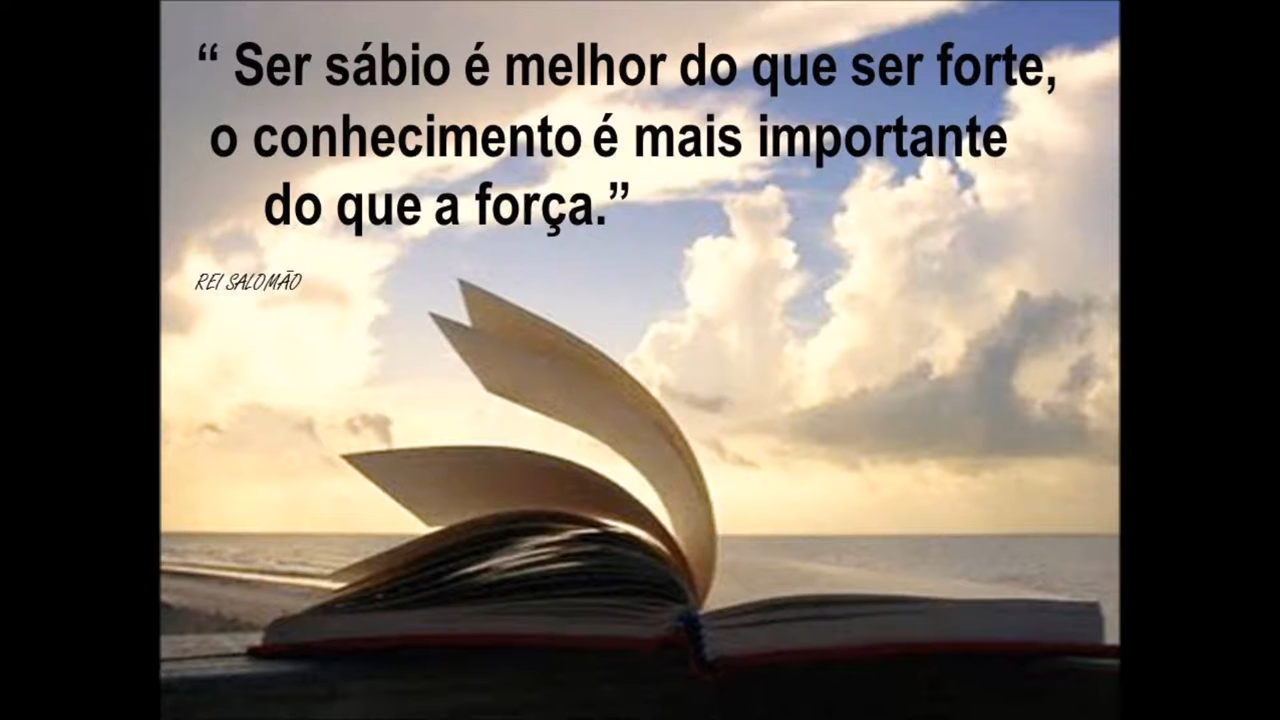 “ Ser sábio é melhor do que ser forte,
o conhecimento é mais importante
do que a força.”
REI SALOMÃO